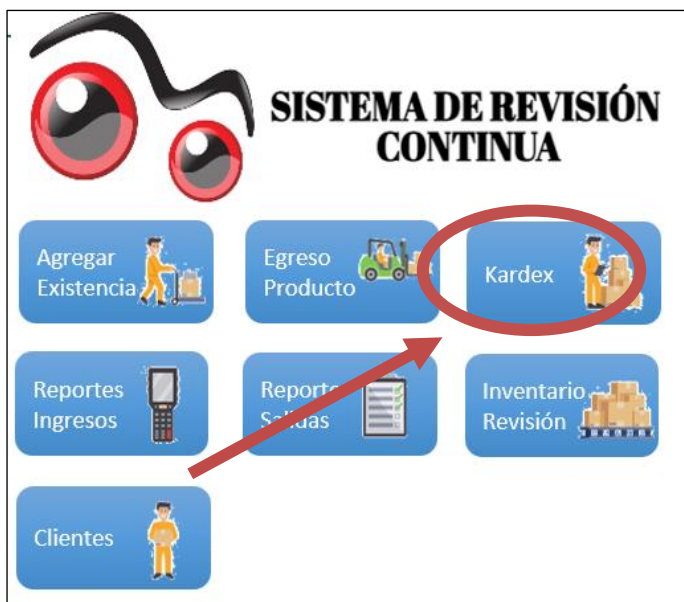 SISTEMA DE REVISIÓN
CONTINUA
Agregar
Existencia
Egreso
Producto
Kardex
Reportes
Ingresos
Reporte
Salidas
Inventario
Revisión
Clientes